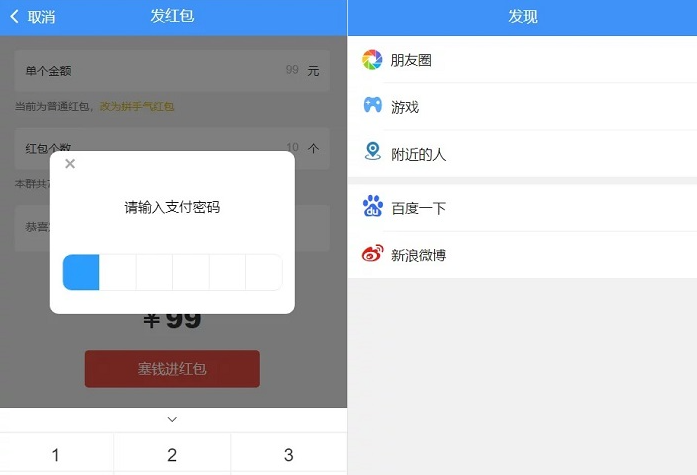 取消
发红包
单个金额
99 元
当前为普通红包，改为拼手气红包
红包个数
10 个
本群共
恭喜
请输入支付密码
￥99
塞钱进红包
1 2 3
发现
朋友圈
游戏
附近的人
百度一下
新浪微博